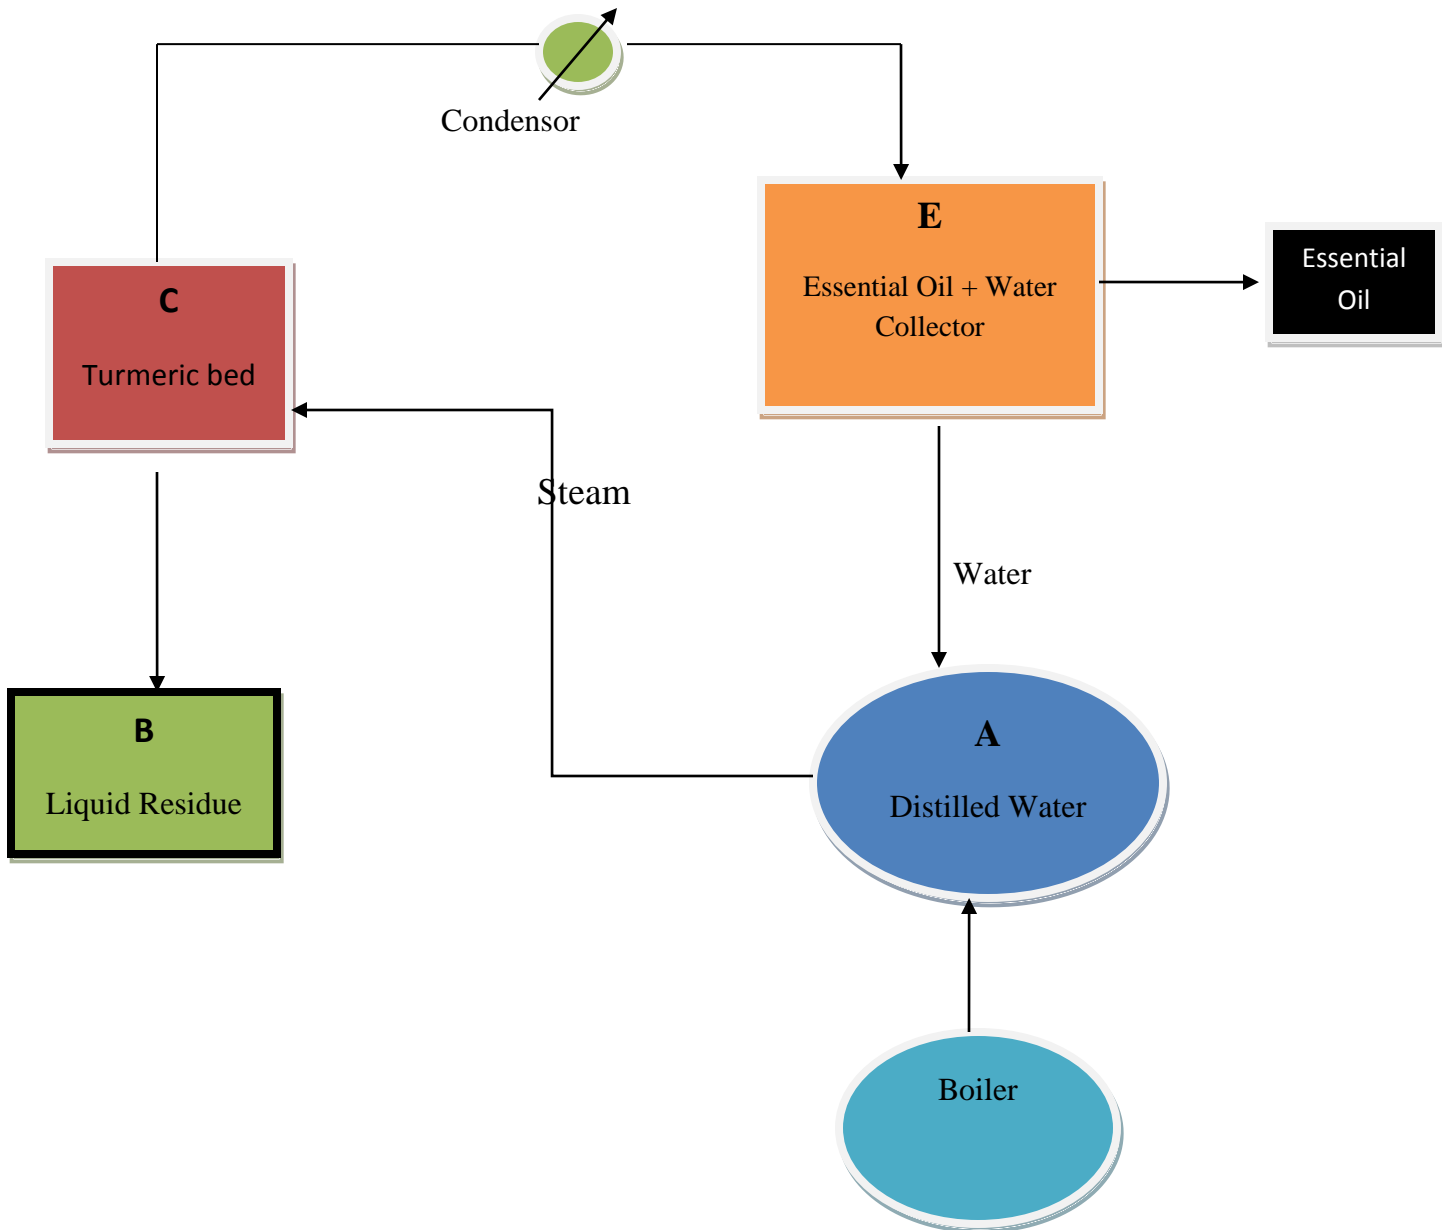 Condensor
E
Essential Oil + Water
Collector
Essential
Oil
C
Turmeric bed
Steam
Water
B
Liquid Residue
A
Distilled Water
Boiler